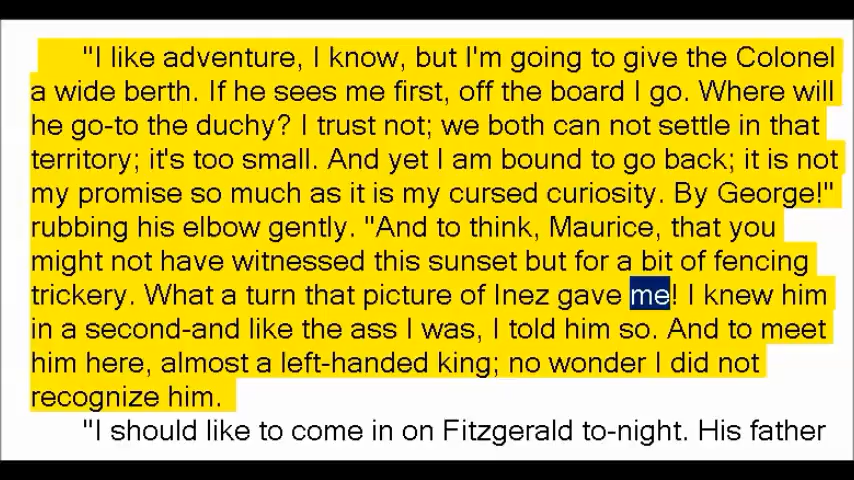 "I like adventure, I know, but I'm going to give the Colonel
a wide berth. If he sees me first, off the board I go. Where will
he go-to the duchy? I trust not; we both can not settle in that
territory; it's too small. And yet I am bound to go back; it is not
my promise so much as it is my cursed curiosity. By George!"
rubbing his elbow gently. "And to think, Maurice, that you
might not have witnessed this sunset but for a bit of fencing
trickery. What a turn that picture of Inez gave me! I knew him
in a second-and like the ass I was, I told him so. And to meet
him here, almost a left-handed king; no wonder I did not
recognize him.
"I should like to come in on Fitzgerald to-night. His father